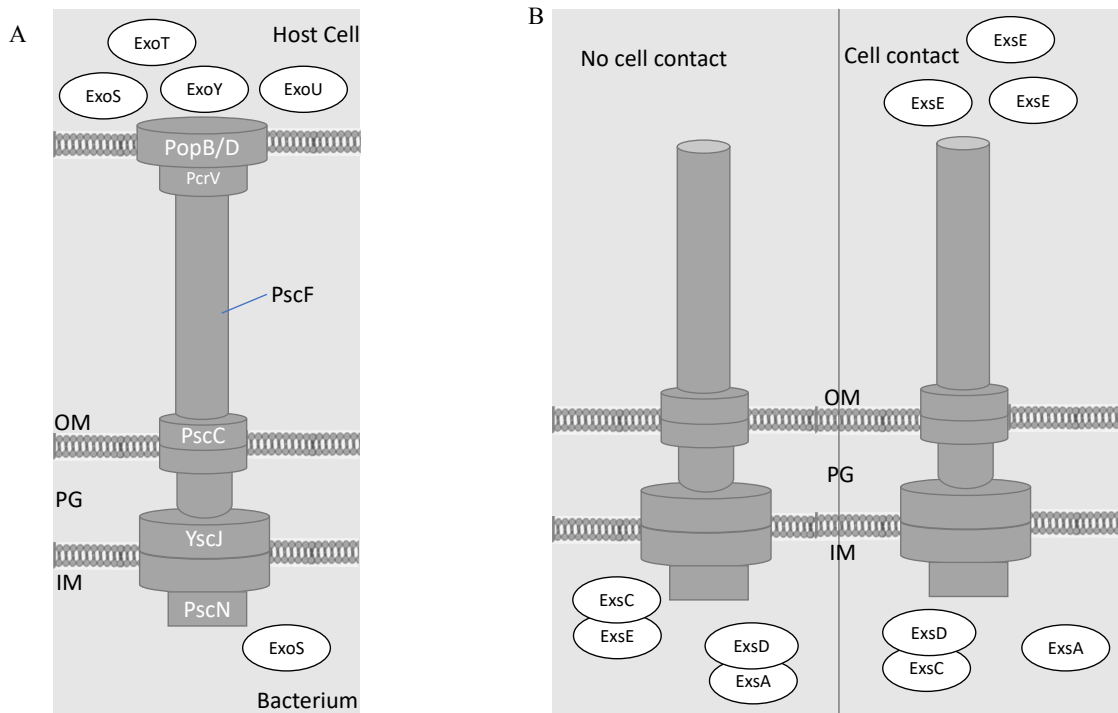 A
Host Cell
ExoT
ExoS
ExoY
ExoU
PopB/D
PcrV
PscF
OM
PscC
PG
YscJ
IM
PscN
ExoS
Bacterium
B
No cell contact
Cell contact
ExsE
ExsE
ExsE
OM
PG
IM
ExsC
ExsE
ExsD
ExsA
ExsD
ExsC
ExsA